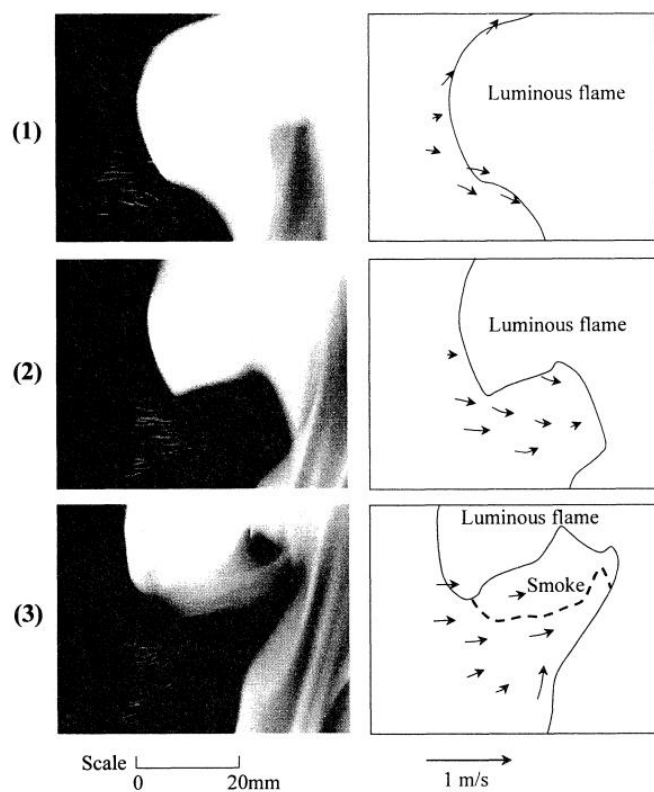 (1)
Luminous flame
(2)
Luminous flame
(3)
Luminous flame
Smoke
Scale
0 20mm
1 m/s